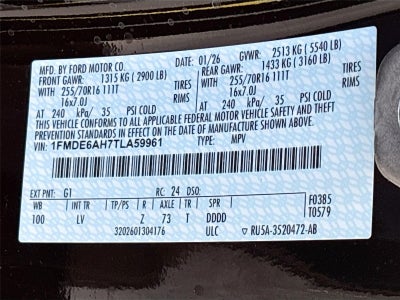 MFD. BY FORD MOTOR CO.
DATE: 01/26 GVWR: 2513 KG (5540 LB)
FRONT GAWR: 1315 KG (2900 LB) REAR GAWR: 1433 KG (3160 LB)
WITH 255/70R16 111T TIRES WITH 255/70R16 111T TIRES
16x7.0J RIMS 16x7.0J RIMS
AT 240 kPa/ 35 PSI COLD AT 240 kPa/ 35 PSI COLD
THIS VEHICLE CONFORMS TO ALL APPLICABLE FEDERAL MOTOR VEHICLE SAFETY AND THEFT
PREVENTION STANDARDS IN EFFECT ON THE DATE OF MANUFACTURE SHOWN ABOVE.
VIN: 1FMDE6AH7TLA59961 TYPE: MPV
EXT PNT: G1 RC: 24 DSO: F0385
WB INT TR TP/PS R AXLE TR SPR T0579
100 LV Z 73 T DDDD
3202601304176 ULC ▽ RU5A-3520472-AB